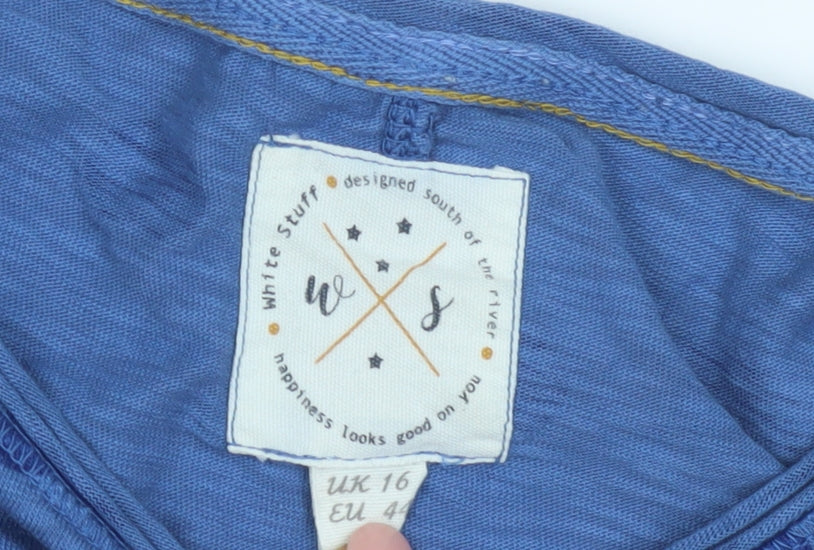 White Stuff
designed south of the river
happiness looks good on you
w s
UK 16
EU 44